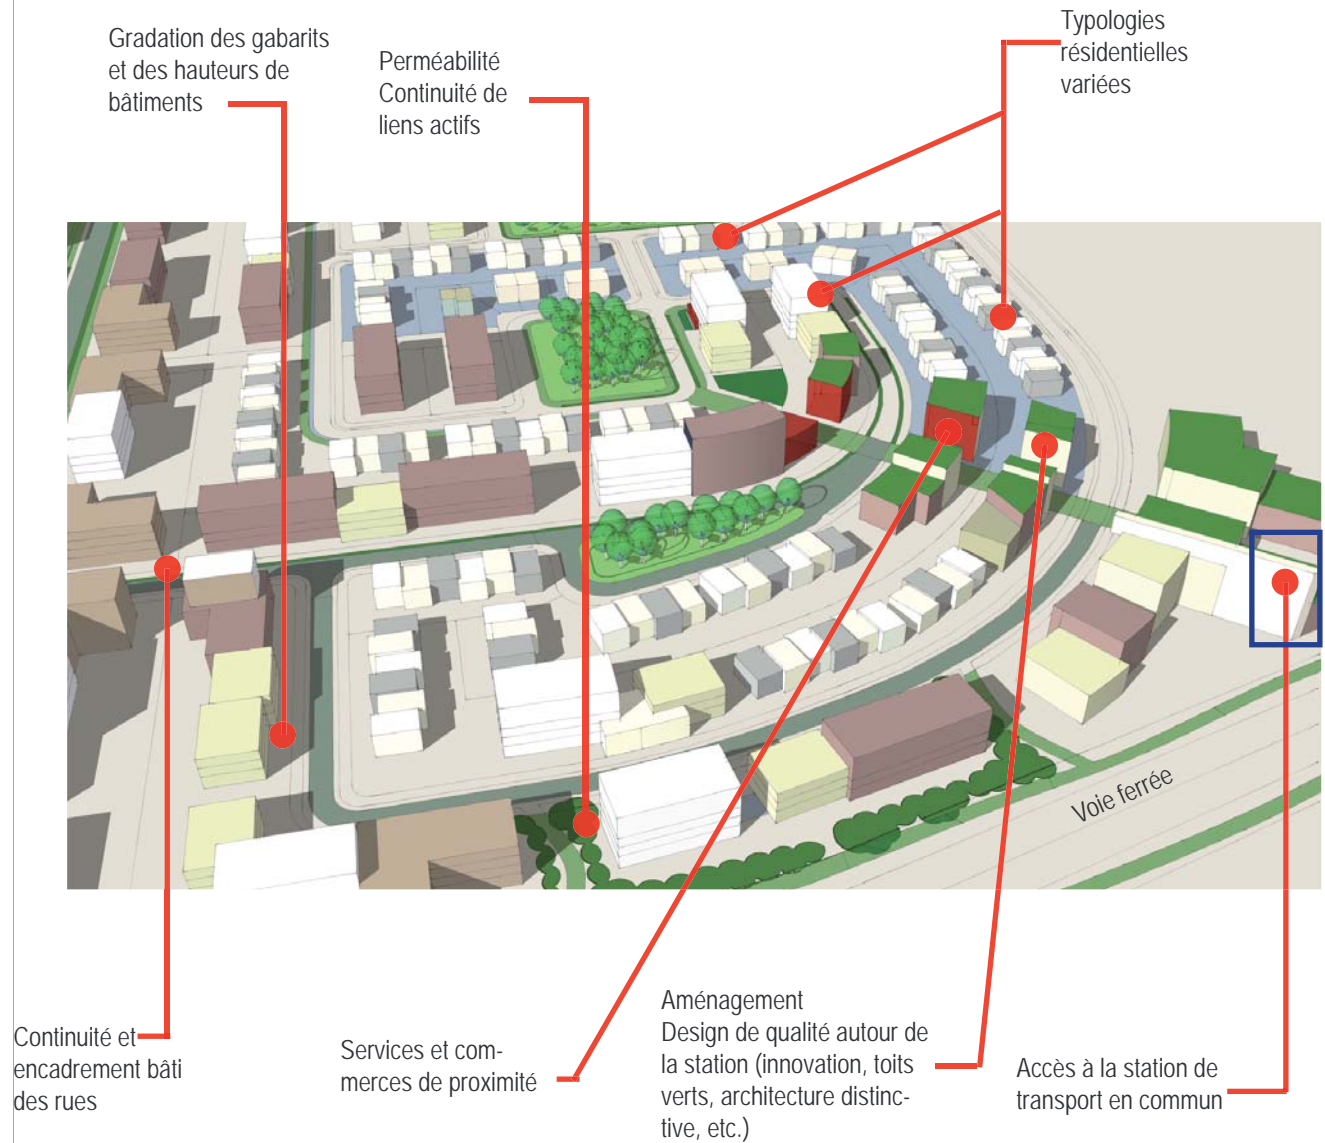 Gradation des gabarits
et des hauteurs de
bâtiments
Perméabilité
Continuité de
liens actifs
Typologies
résidentielles
variées
Voie ferrée
Continuité et
encadrement bâti
des rues
Services et com-
merces de proximité
Aménagement
Design de qualité autour de
la station (innovation, toits
verts, architecture distinc-
tive, etc.)
Accès à la station de
transport en commun